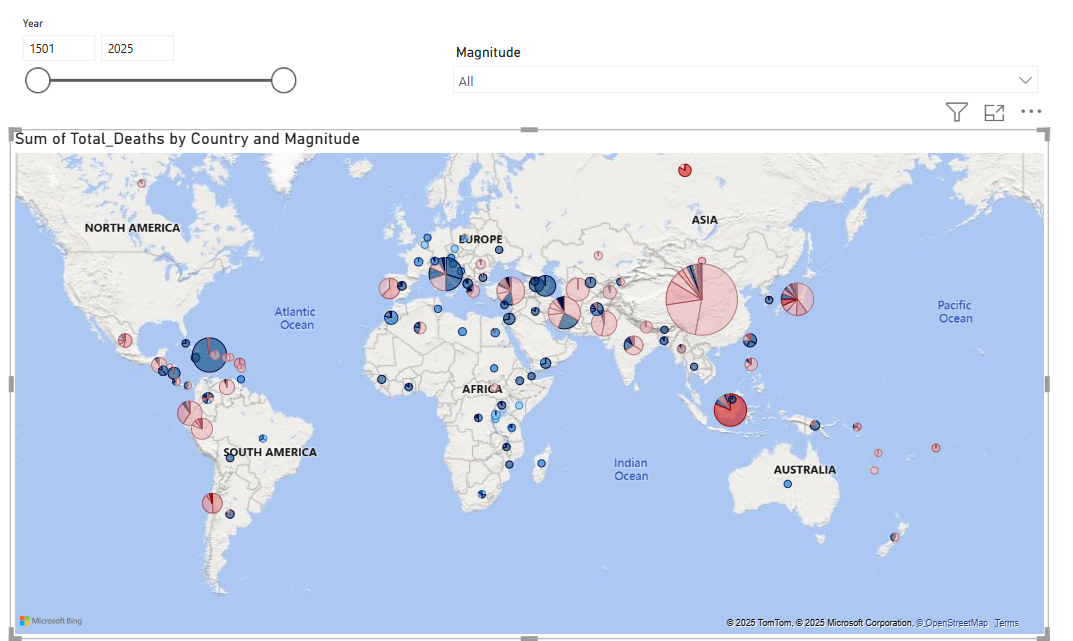 Year
1501
2025
Magnitude
All
Sum of Total_Deaths by Country and Magnitude
NORTH AMERICA
EUROPE
ASIA
Atlantic
Ocean
Pacific
Ocean
AFRICA
SOUTH AMERICA
Indian
Ocean
AUSTRALIA
Microsoft Bing
© 2025 TomTom, © 2025 Microsoft Corporation, © OpenStreetMap Terms